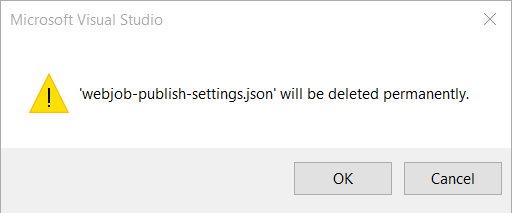 Microsoft Visual Studio
'webjob-publish-settings.json' will be deleted permanently.
OK
Cancel